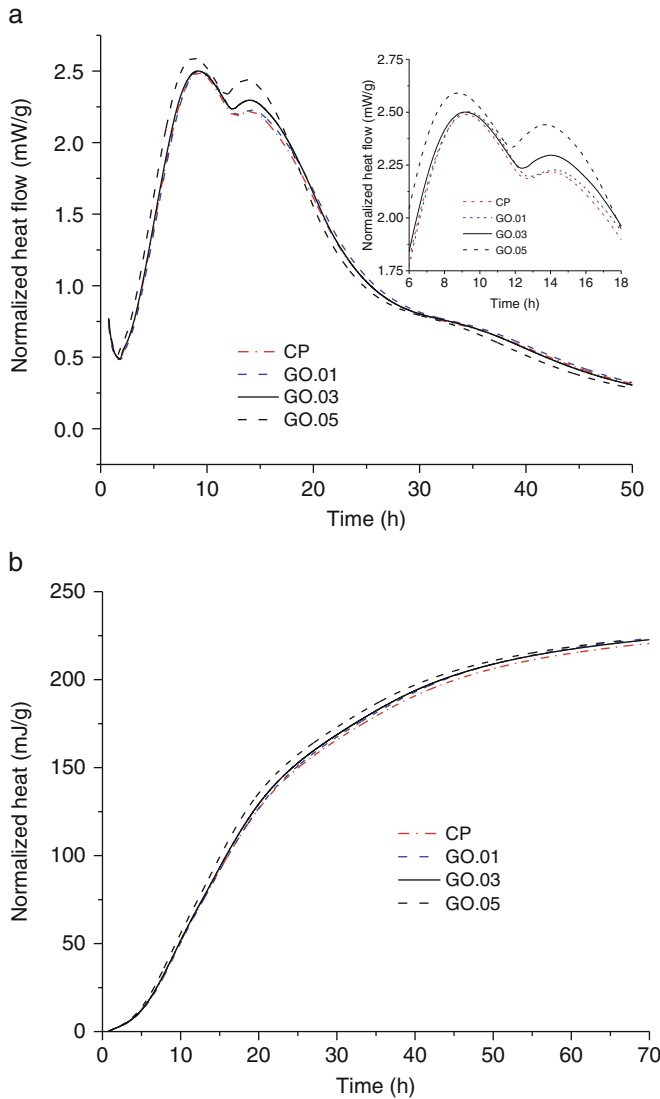 a
Normalized heat flow (mW/g)
2.5
2.0
1.5
1.0
0.5
0.0
0 10 20 30 40 50
Time (h)
CP
GO.01
GO.03
GO.05
Normalized heat flow (mW/g)
2.75
2.50
2.25
2.00
1.75
6 8 10 12 14 16 18
Time (h)
CP
GO.01
GO.03
GO.05
b
Normalized heat (mJ/g)
250
200
150
100
50
0
0 10 20 30 40 50 60 70
Time (h)
CP
GO.01
GO.03
GO.05